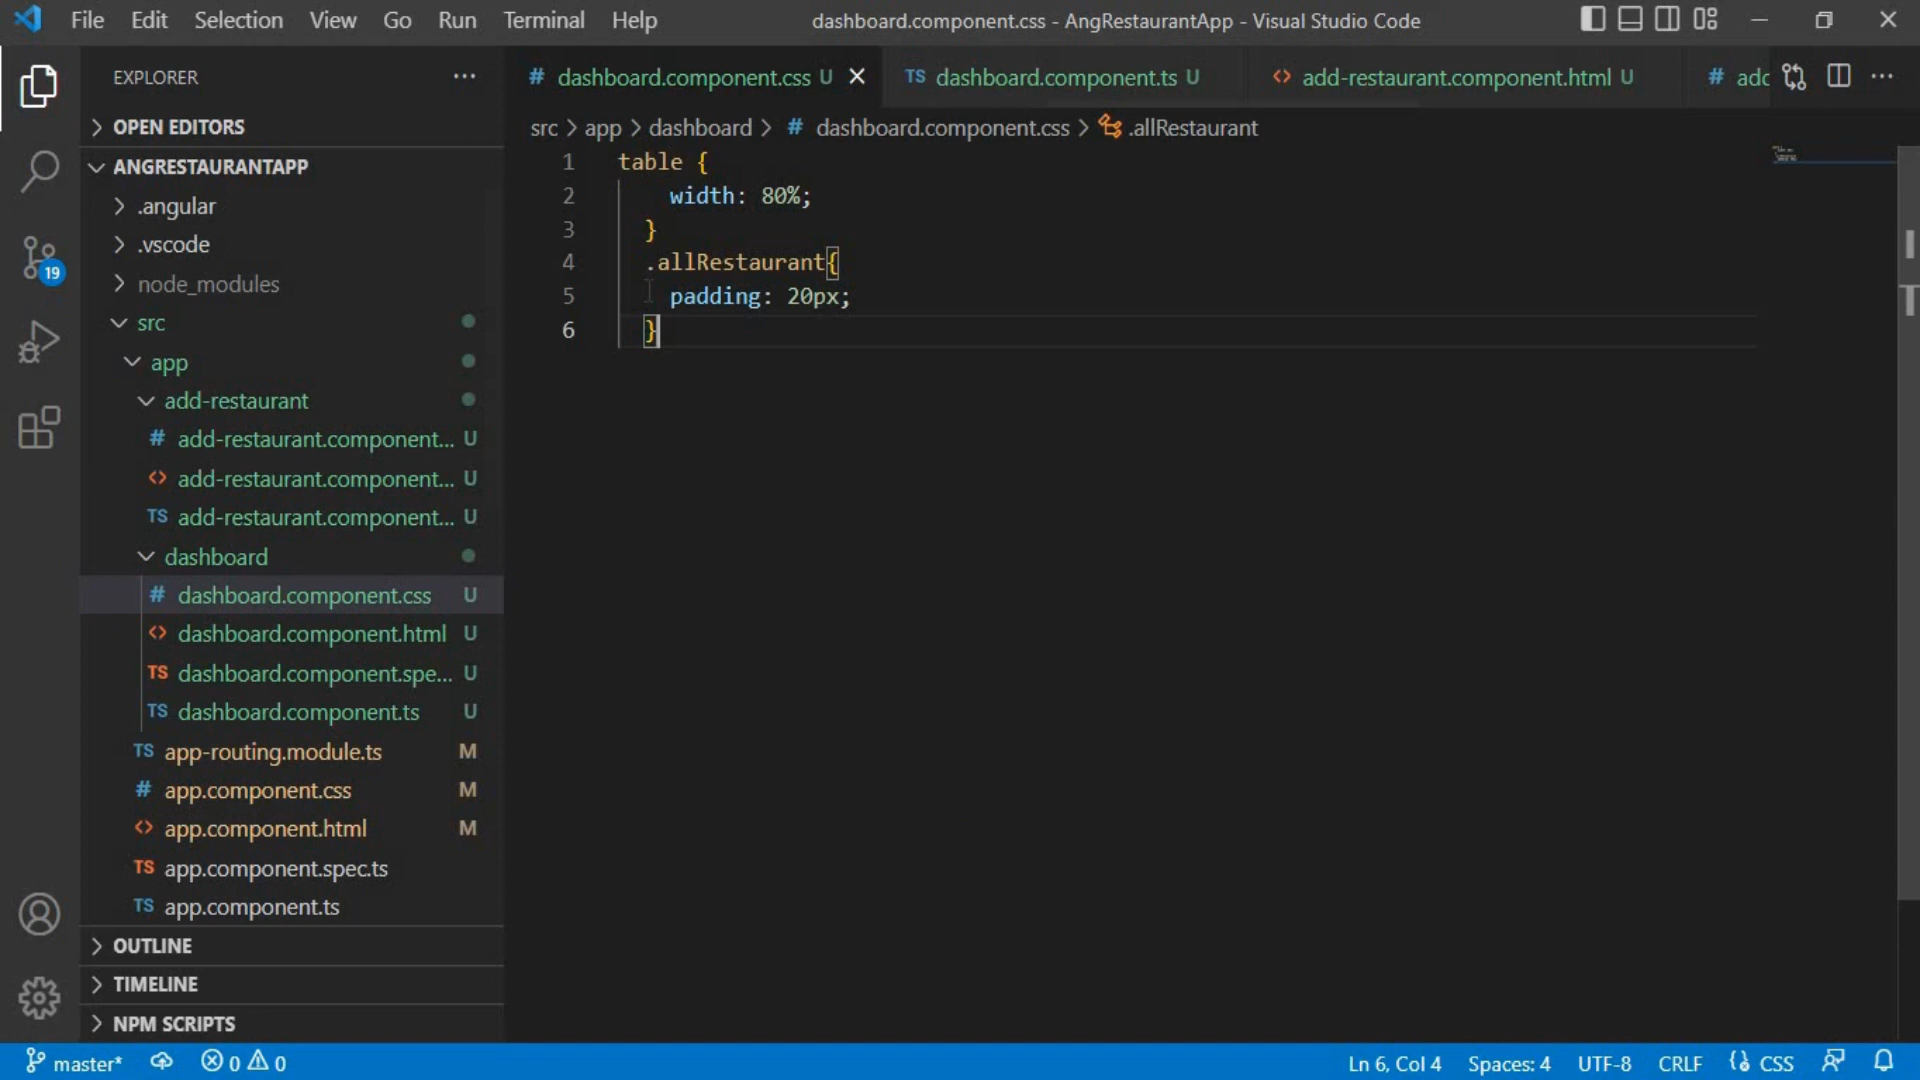 File Edit Selection View Go Run Terminal Help
dashboard.component.css - AngRestaurantApp - Visual Studio Code
EXPLORER
OPEN EDITORS
ANGRESTAURANTAPP
.angular
.vscode
node_modules
src
app
add-restaurant
# add-restaurant.component... U
<> add-restaurant.component... U
TS add-restaurant.component... U
dashboard
# dashboard.component.css U
<> dashboard.component.html U
TS dashboard.component.spe... U
TS dashboard.component.ts U
TS app-routing.module.ts M
# app.component.css M
<> app.component.html M
TS app.component.spec.ts
TS app.component.ts
OUTLINE
TIMELINE
NPM SCRIPTS
19
# dashboard.component.css U
TS dashboard.component.ts U
<> add-restaurant.component.html U
# add
src > app > dashboard > # dashboard.component.css > .allRestaurant
1 table {
2 width: 80%;
3 }
4 .allRestaurant{
5 padding: 20px;
6 }
master* 0 0
Ln 6, Col 4 Spaces: 4 UTF-8 CRLF CSS